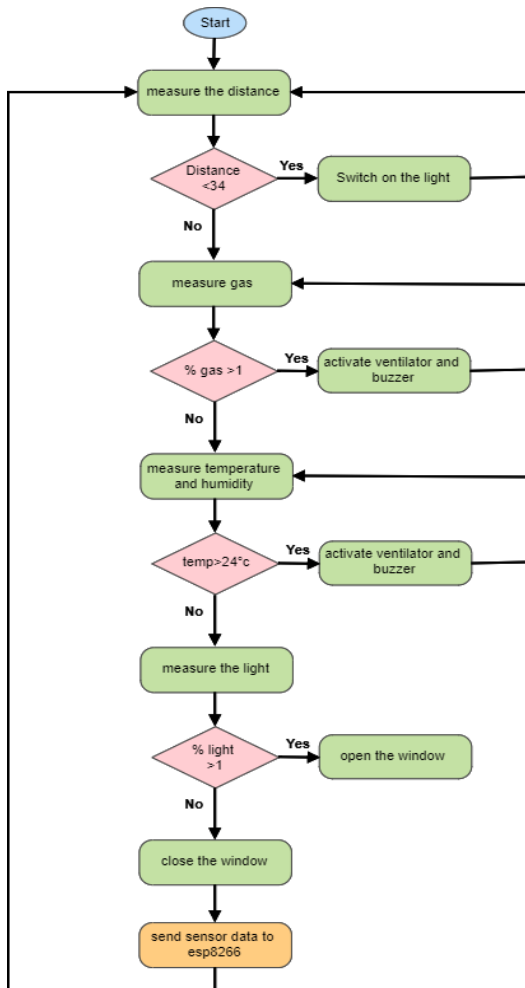 Start
measure the distance
Distance
<34
Yes
Switch on the light
No
measure gas
% gas >1
Yes
activate ventilator and
buzzer
No
measure temperature
and humidity
temp>24°c
Yes
activate ventilator and
buzzer
No
measure the light
% light
>1
Yes
open the window
No
close the window
send sensor data to
esp8266